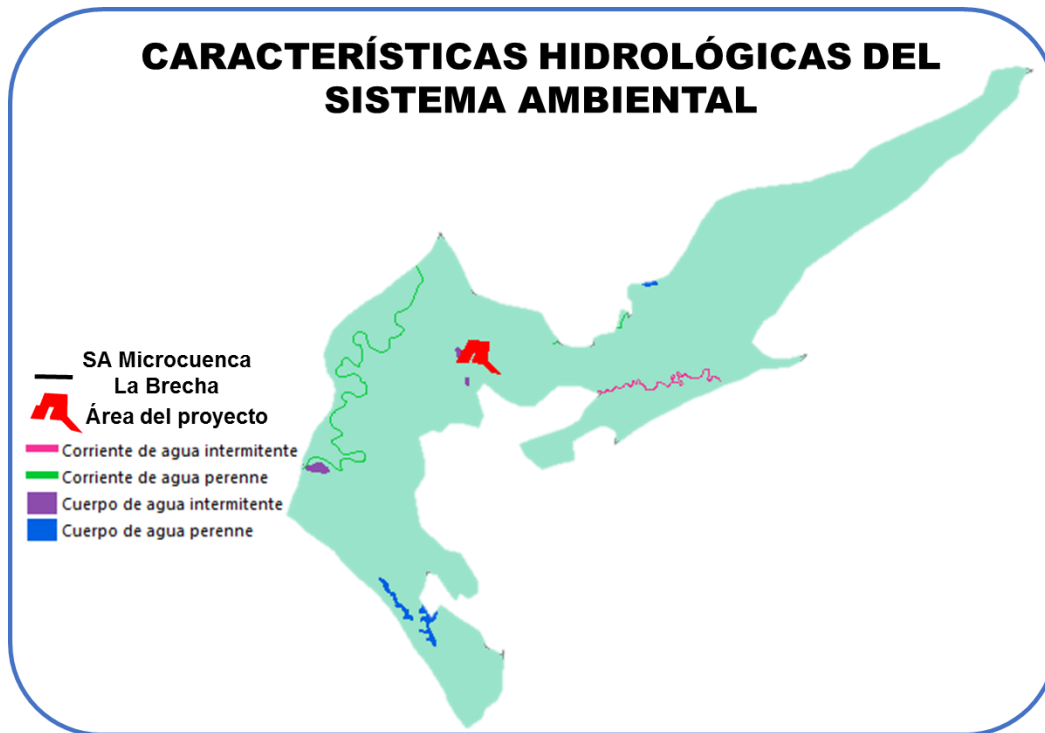 CARACTERÍSTICAS HIDROLÓGICAS DEL
SISTEMA AMBIENTAL
SA Microcuenca
La Brecha
Área del proyecto
Corriente de agua intermitente
Corriente de agua perenne
Cuerpo de agua intermitente
Cuerpo de agua perenne